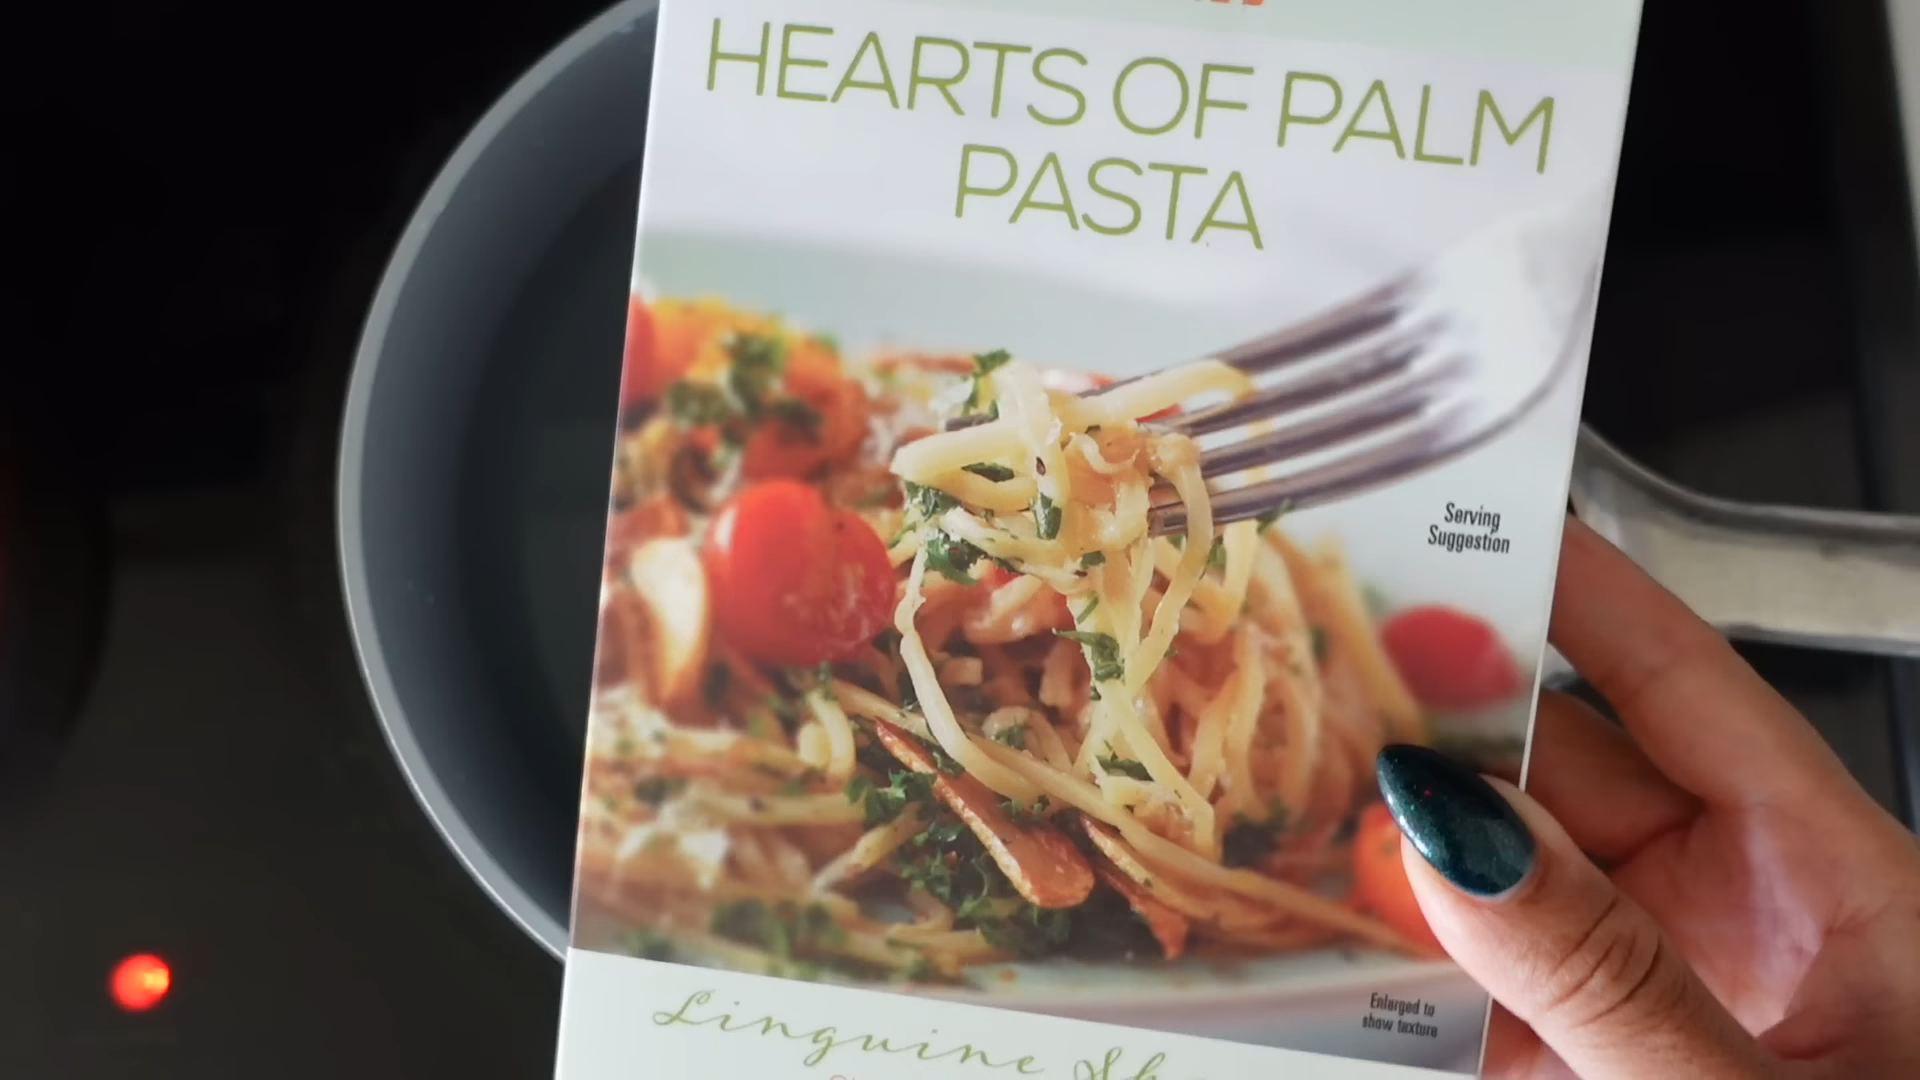 HEARTS OF PALM
PASTA
Serving
Suggestion
Enlarged to
show texture
Linguine